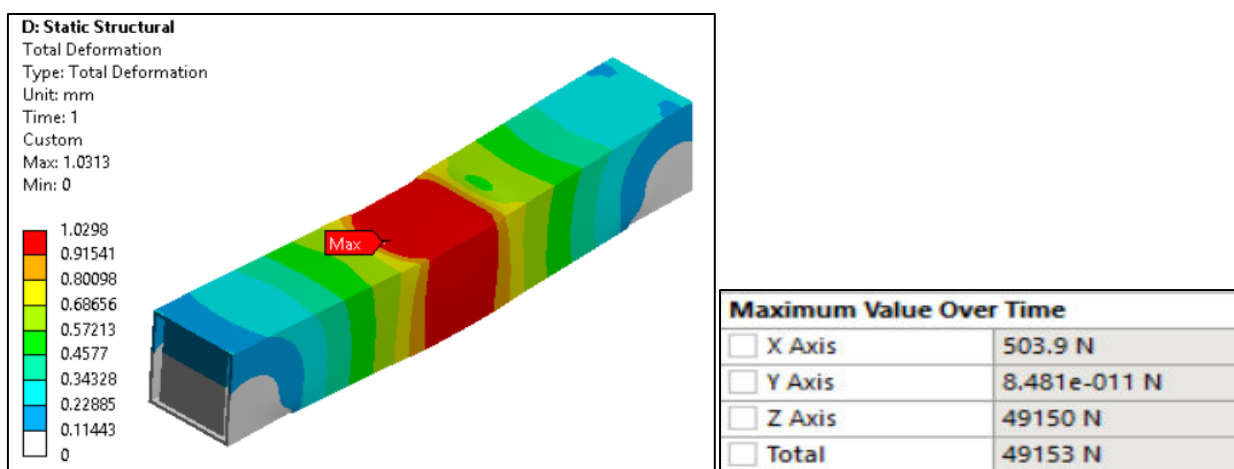 D: Static Structural
Total Deformation
Type: Total Deformation
Unit: mm
Time: 1
Custom
Max: 1.0313
Min: 0
1.0298
0.91541
0.80098
0.68656
0.57213
0.4577
0.34328
0.22885
0.11443
0
Max
Maximum Value Over Time
X Axis 503.9 N
Y Axis 8.481e-011 N
Z Axis 49150 N
Total 49153 N